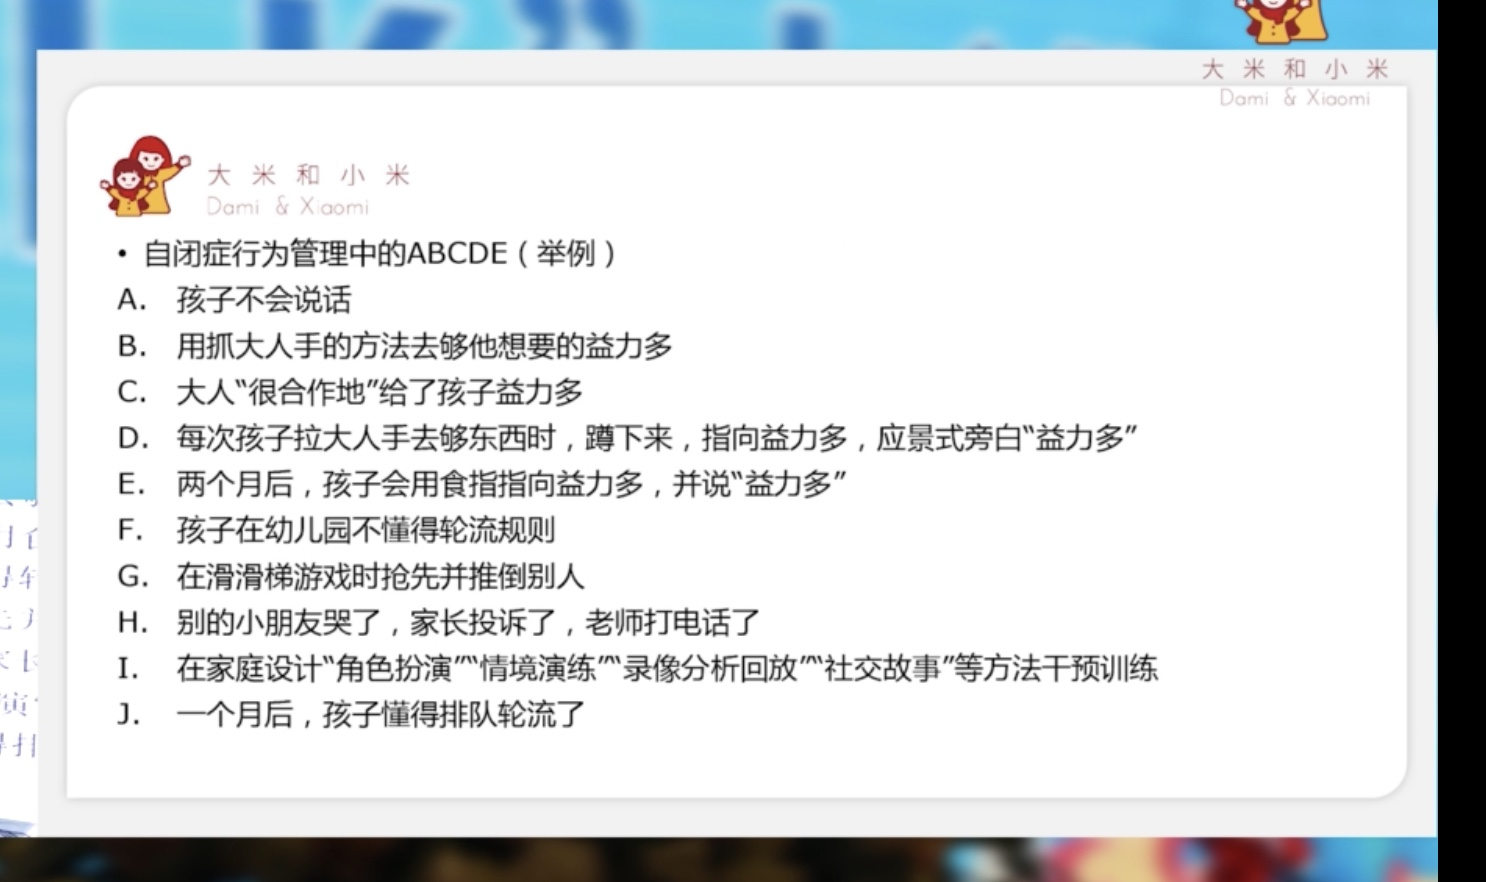 大米和小米
Dami & Xiaomi
大米和小米
Dami & Xiaomi
• 自闭症行为管理中的ABCDE（举例）
A. 孩子不会说话
B. 用抓大人手的方法去够他想要的益力多
C. 大人“很合作地”给了孩子益力多
D. 每次孩子拉大人手去够东西时，蹲下来，指向益力多，应景式旁白“益力多”
E. 两个月后，孩子会用食指指向益力多，并说“益力多”
F. 孩子在幼儿园不懂得轮流规则
G. 在滑滑梯游戏时抢先并推倒别人
H. 别的小朋友哭了，家长投诉了，老师打电话了
I. 在家庭设计“角色扮演”“情境演练”“录像分析回放”“社交故事”等方法干预训练
J. 一个月后，孩子懂得排队轮流了